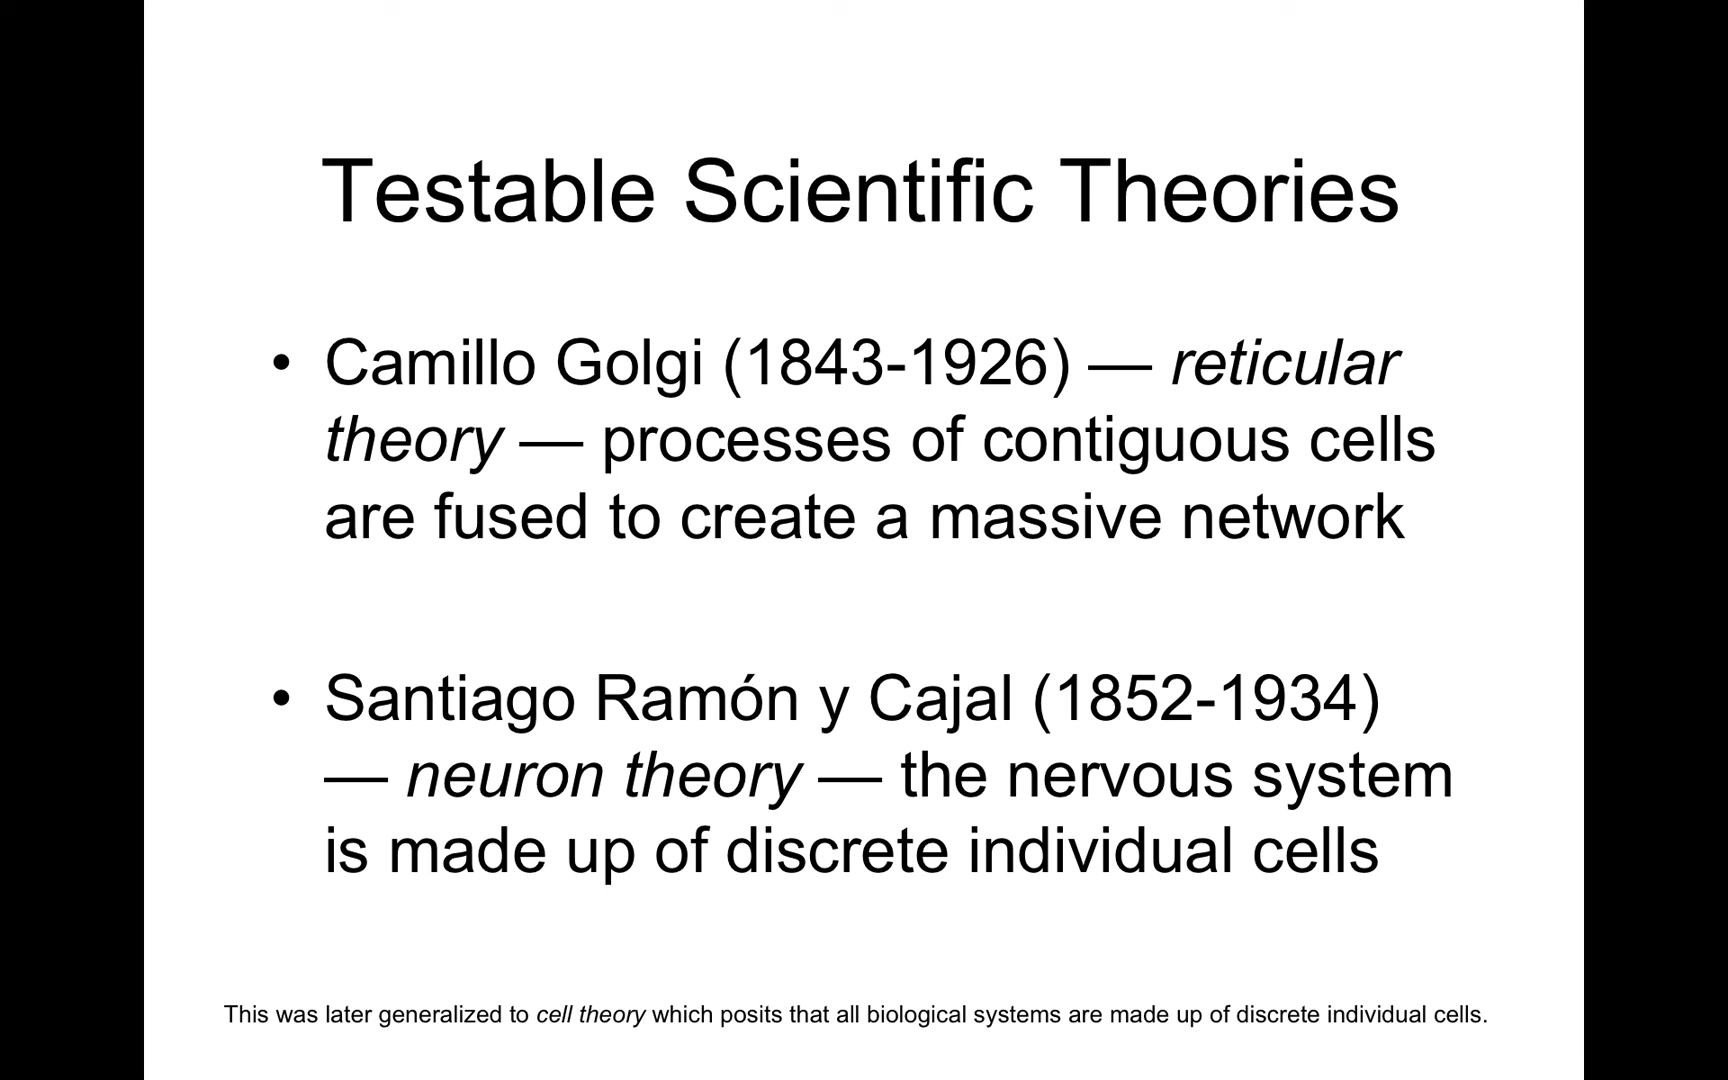 Testable Scientific Theories
• Camillo Golgi (1843-1926) — reticular
theory — processes of contiguous cells
are fused to create a massive network
• Santiago Ramón y Cajal (1852-1934)
— neuron theory — the nervous system
is made up of discrete individual cells
This was later generalized to cell theory which posits that all biological systems are made up of discrete individual cells.